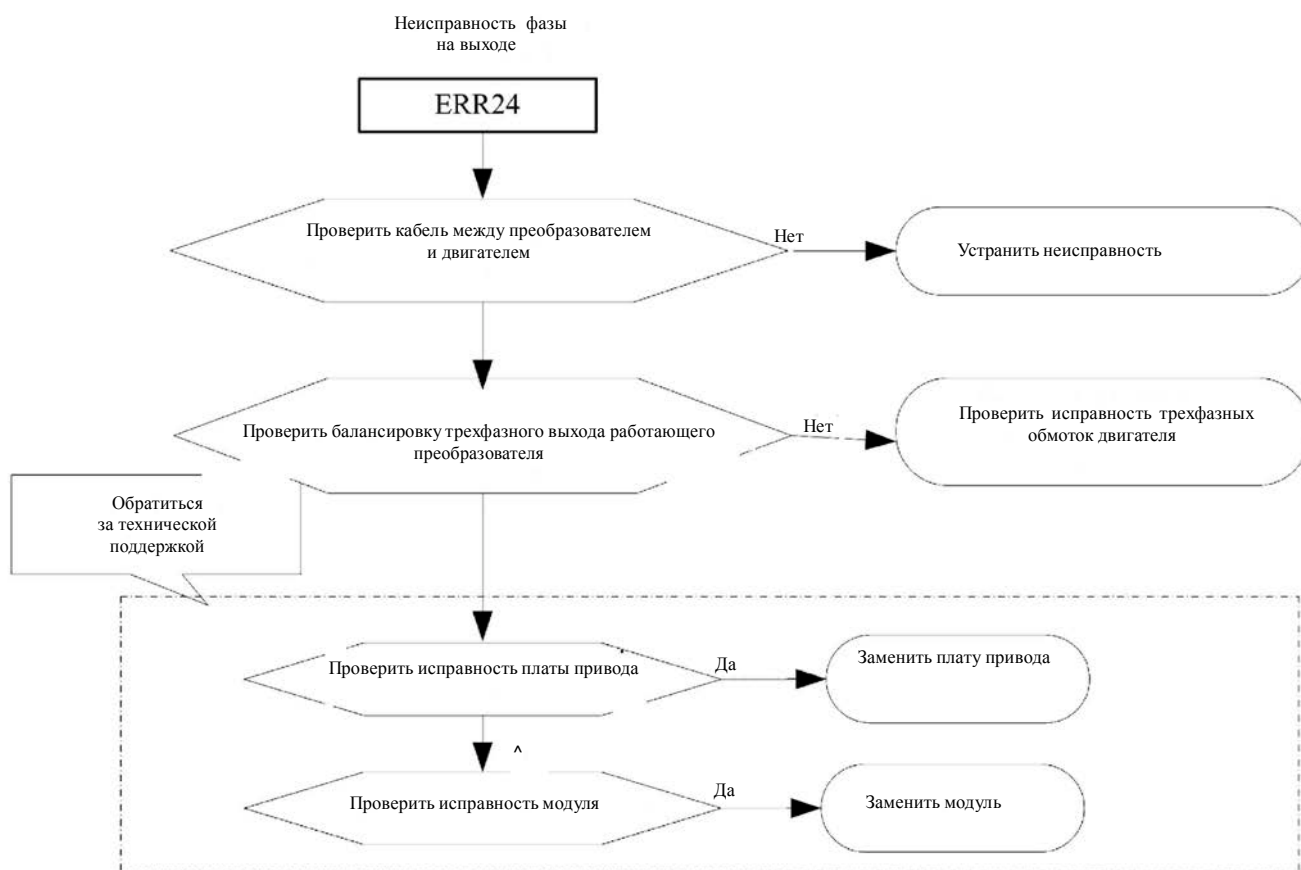 Неисправность фазы
на выходе
ERR24
Проверить кабель между преобразователем
и двигателем
Нет
Устранить неисправность
Проверить балансировку трехфазного выхода работающего
преобразователя
Нет
Проверить исправность трехфазных
обмоток двигателя
Обратиться
за технической
поддержкой
Проверить исправность платы привода
Да
Заменить плату привода
^
Проверить исправность модуля
Да
Заменить модуль